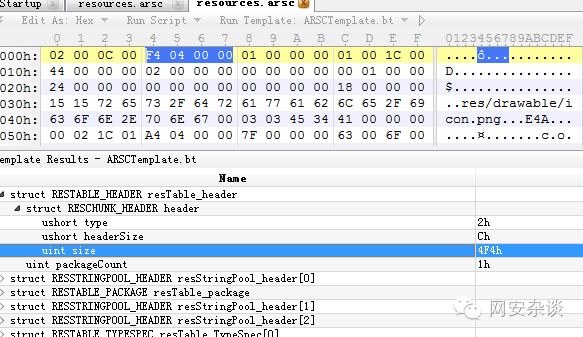 Startup
resources.arsc
resources.arsc
Edit As: Hex Run Script Run Template: ARSCTemplate.bt
0 1 2 3 4 5 6 7 8 9 A B C D E F 0123456789ABCDEF
000h: 02 00 0C 00 F4 04 00 00 01 00 00 00 01 00 1C 00 ....ô...........
010h: 44 00 00 00 02 00 00 00 00 00 00 00 00 01 00 00 D...............
020h: 24 00 00 00 00 00 00 00 00 00 00 00 18 00 00 00 $...............
030h: 15 15 72 65 73 2F 64 72 61 77 61 62 6C 65 2F 69 ..res/drawable/i
040h: 63 6F 6E 2E 70 6E 67 00 03 03 45 34 41 00 00 00 con.png...E4A...
050h: 00 02 1C 01 A4 04 00 00 7F 00 00 00 63 00 6F 00 ....¤.......c.o.
emplate Results - ARSCTemplate.bt
Name
struct RESTABLE_HEADER resTable_header
struct RESCHUNK_HEADER header
ushort type 2h
ushort headerSize Ch
uint size 4F4h
uint packageCount 1h
struct RESSTRINGPOOL_HEADER resStringPool_header[0]
struct RESTABLE_PACKAGE resTable_package
struct RESSTRINGPOOL_HEADER resStringPool_header[1]
struct RESSTRINGPOOL_HEADER resStringPool_header[2]
struct RESTABLE_TYPESPEC resTable_TypeSpec[0]
网安杂谈